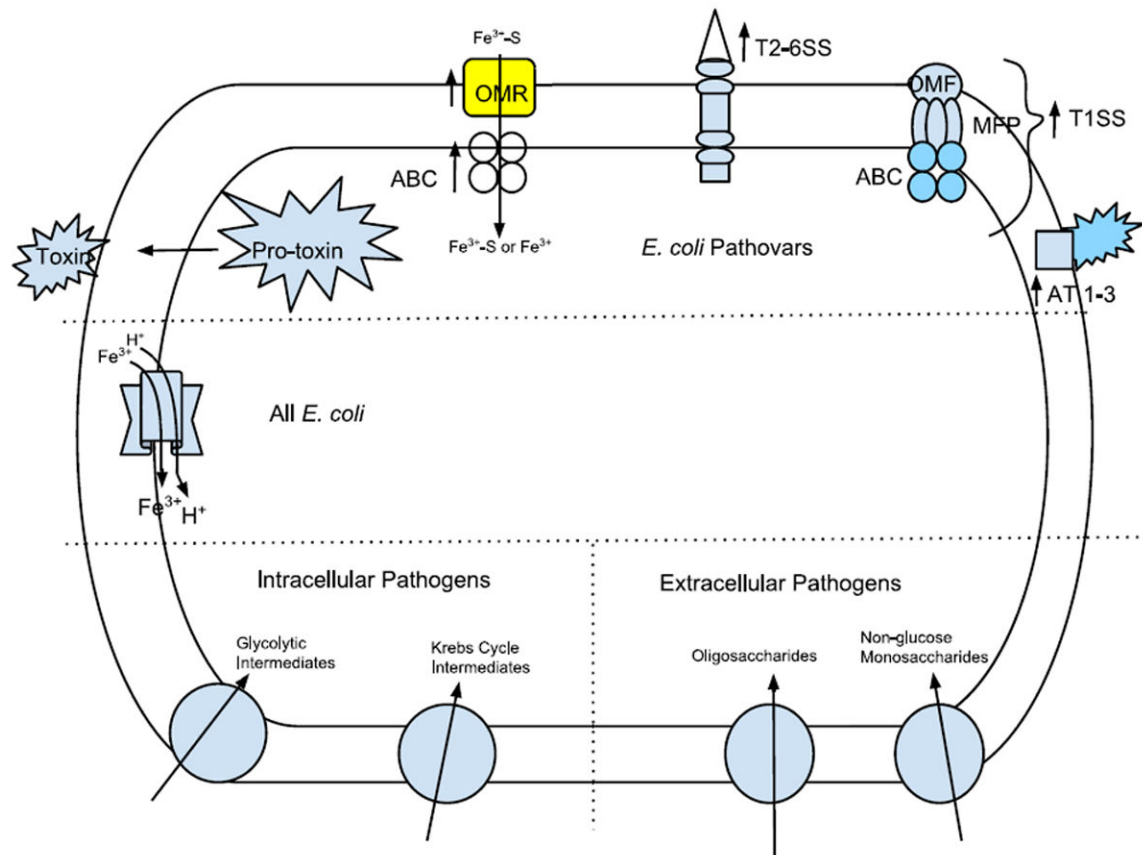 Fe³⁺-S
T2-6SS
OMR
OMF
MFP
T1SS
ABC
ABC
Toxin
Pro-toxin
Fe³⁺-S or Fe³⁺
E. coli Pathovars
AT 1-3
H⁺
Fe³⁺
All E. coli
Fe³⁺
H⁺
Intracellular Pathogens
Extracellular Pathogens
Glycolytic
Intermediates
Krebs Cycle
Intermediates
Oligosaccharides
Non-glucose
Monosaccharides